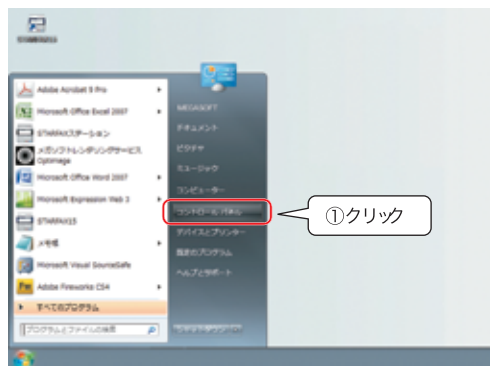 Adobe Acrobat 9 Pro
Microsoft Office Excel 2007
STARFAXステーション
メガソフトレンダリングサービス
Optimage
Microsoft Office Word 2007
Microsoft Expression Web 3
STARFAX15
メモ帳
Microsoft Visual SourceSafe
Adobe Fireworks CS4
すべてのプログラム
プログラムとファイルの検索
MEGASOFT
ドキュメント
ピクチャ
ミュージック
コンピューター
コントロール パネル
デバイスとプリンター
既定のプログラム
ヘルプとサポート
①クリック